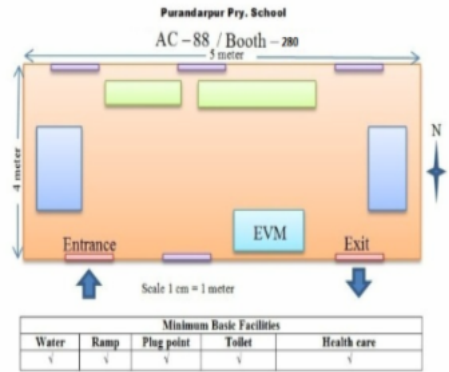 Purandarpur Pry. School
AC – 88 / Booth – 280
5 meter
4 meter
N
EVM
Entrance
Exit
Scale 1 cm = 1 meter
Minimum Basic Facilities
Water Ramp Plug point Toilet Health care
√ √ √ √ √